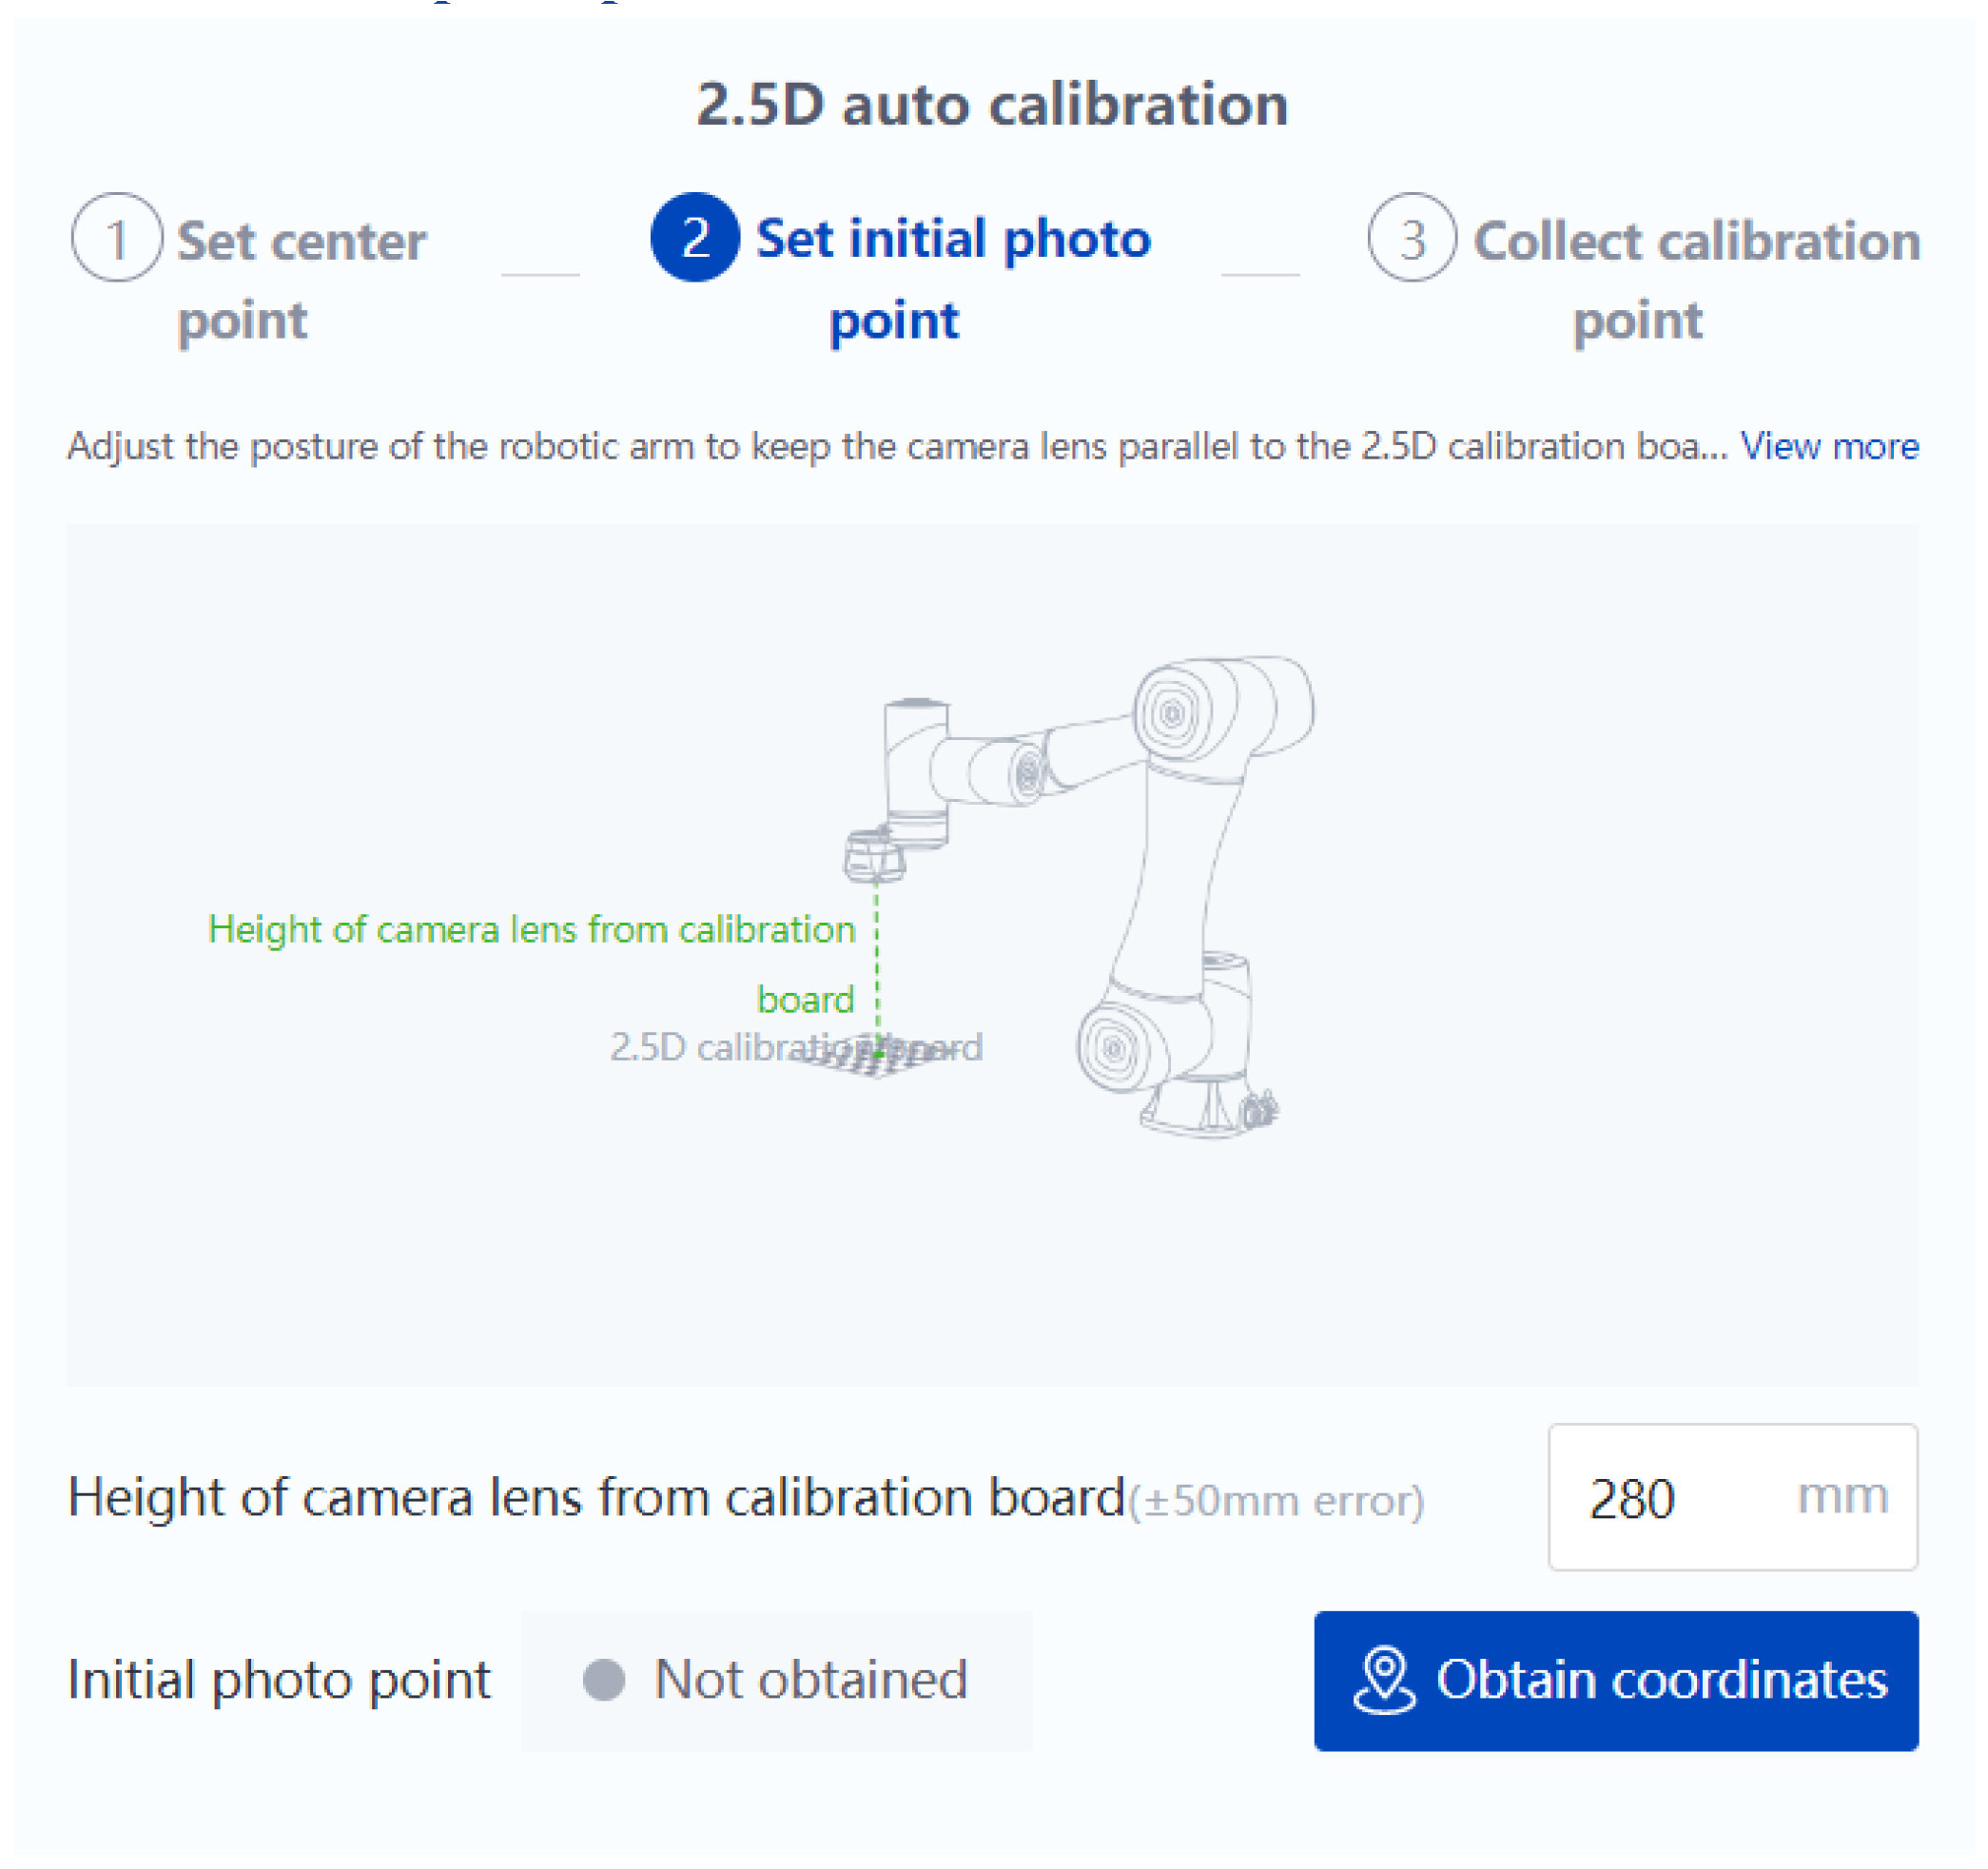 2.5D auto calibration
1 Set center point
2 Set initial photo point
3 Collect calibration point
Adjust the posture of the robotic arm to keep the camera lens parallel to the 2.5D calibration boa... View more
Height of camera lens from calibration
board
2.5D calibration board
Height of camera lens from calibration board(±50mm error) 280 mm
Initial photo point Not obtained Obtain coordinates